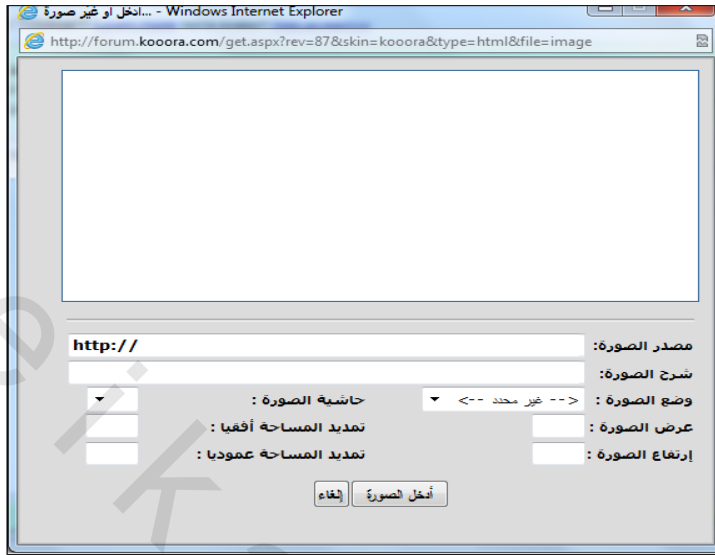 ادخل او غيّر صورة... - Windows Internet Explorer
http://forum.kooora.com/get.aspx?rev=87&skin=kooora&type=html&file=image
مصدر الصورة: http://
شرح الصورة:
وضع الصورة : <-- غير محدد --> حاشية الصورة :
عرض الصورة : تمديد المساحة أفقيا :
إرتفاع الصورة : تمديد المساحة عموديا :
أدخل الصورة إلغاء